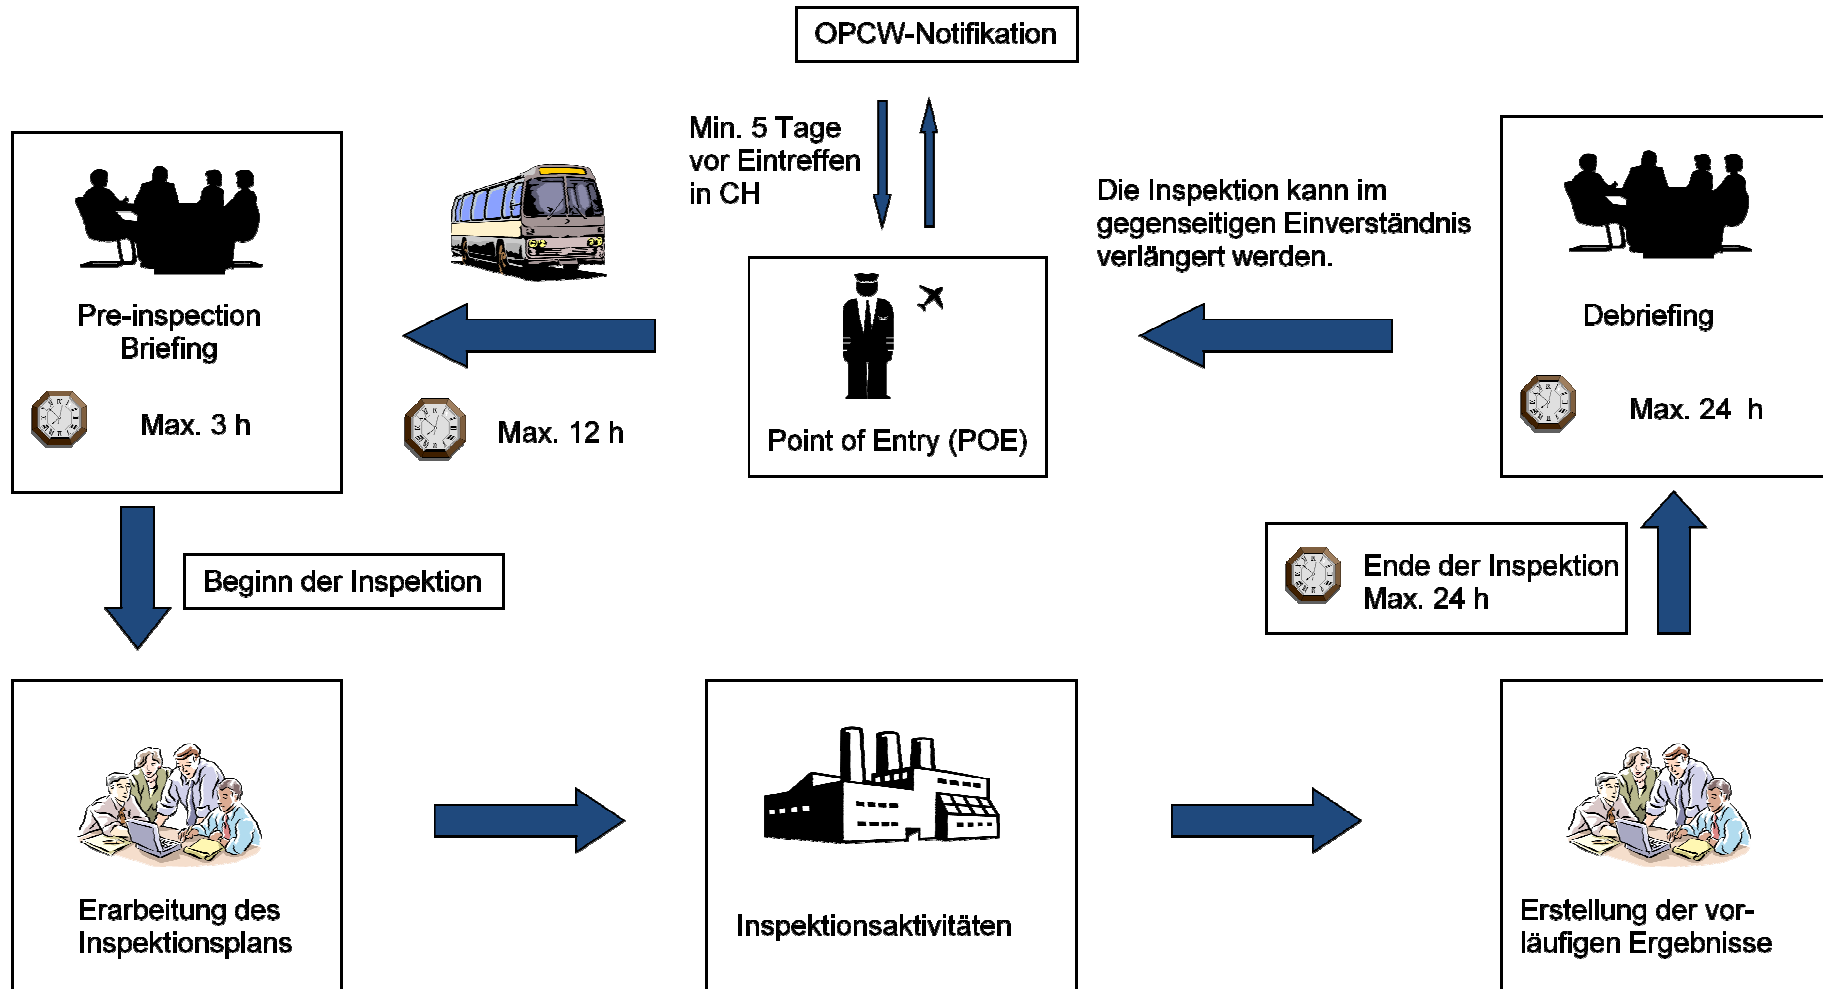 OPCW-Notifikation
Min. 5 Tage
vor Eintreffen
in CH
Die Inspektion kann im
gegenseitigen Einverständnis
verlängert werden.
Pre-inspection
Briefing
Max. 3 h
Max. 12 h
Point of Entry (POE)
Debriefing
Max. 24 h
Beginn der Inspektion
Ende der Inspektion
Max. 24 h
Erarbeitung des
Inspektionsplans
Inspektionsaktivitäten
Erstellung der vor-
läufigen Ergebnisse